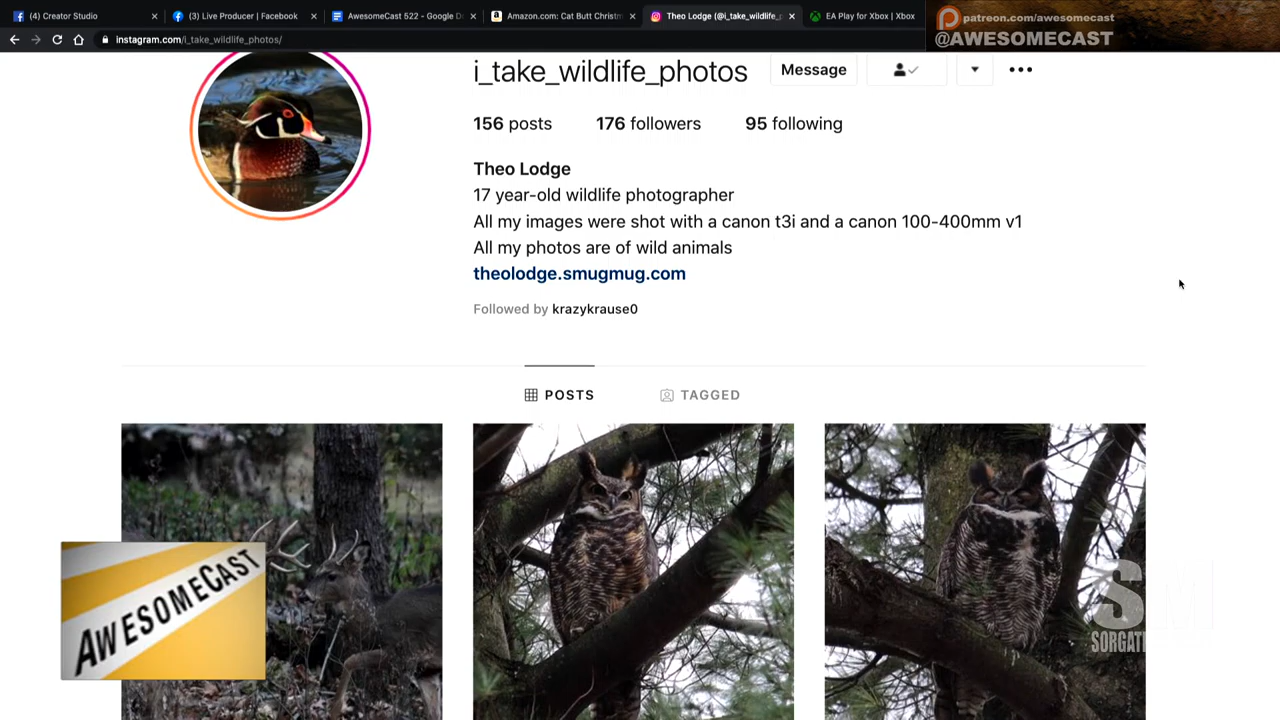 (4) Creator Studio
(3) Live Producer | Facebook
AwesomeCast 522 - Google D
Amazon.com: Cat Butt Christm
Theo Lodge (@i_take_wildlife_p
EA Play for Xbox | Xbox
patreon.com/awesomecast
@AWESOMECAST
instagram.com/i_take_wildlife_photos/
i_take_wildlife_photos
Message
156 posts
176 followers
95 following
Theo Lodge
17 year-old wildlife photographer
All my images were shot with a canon t3i and a canon 100-400mm v1
All my photos are of wild animals
theolodge.smugmug.com
Followed by krazykrause0
POSTS
TAGGED
AWESOMECAST
SM
SORGAT